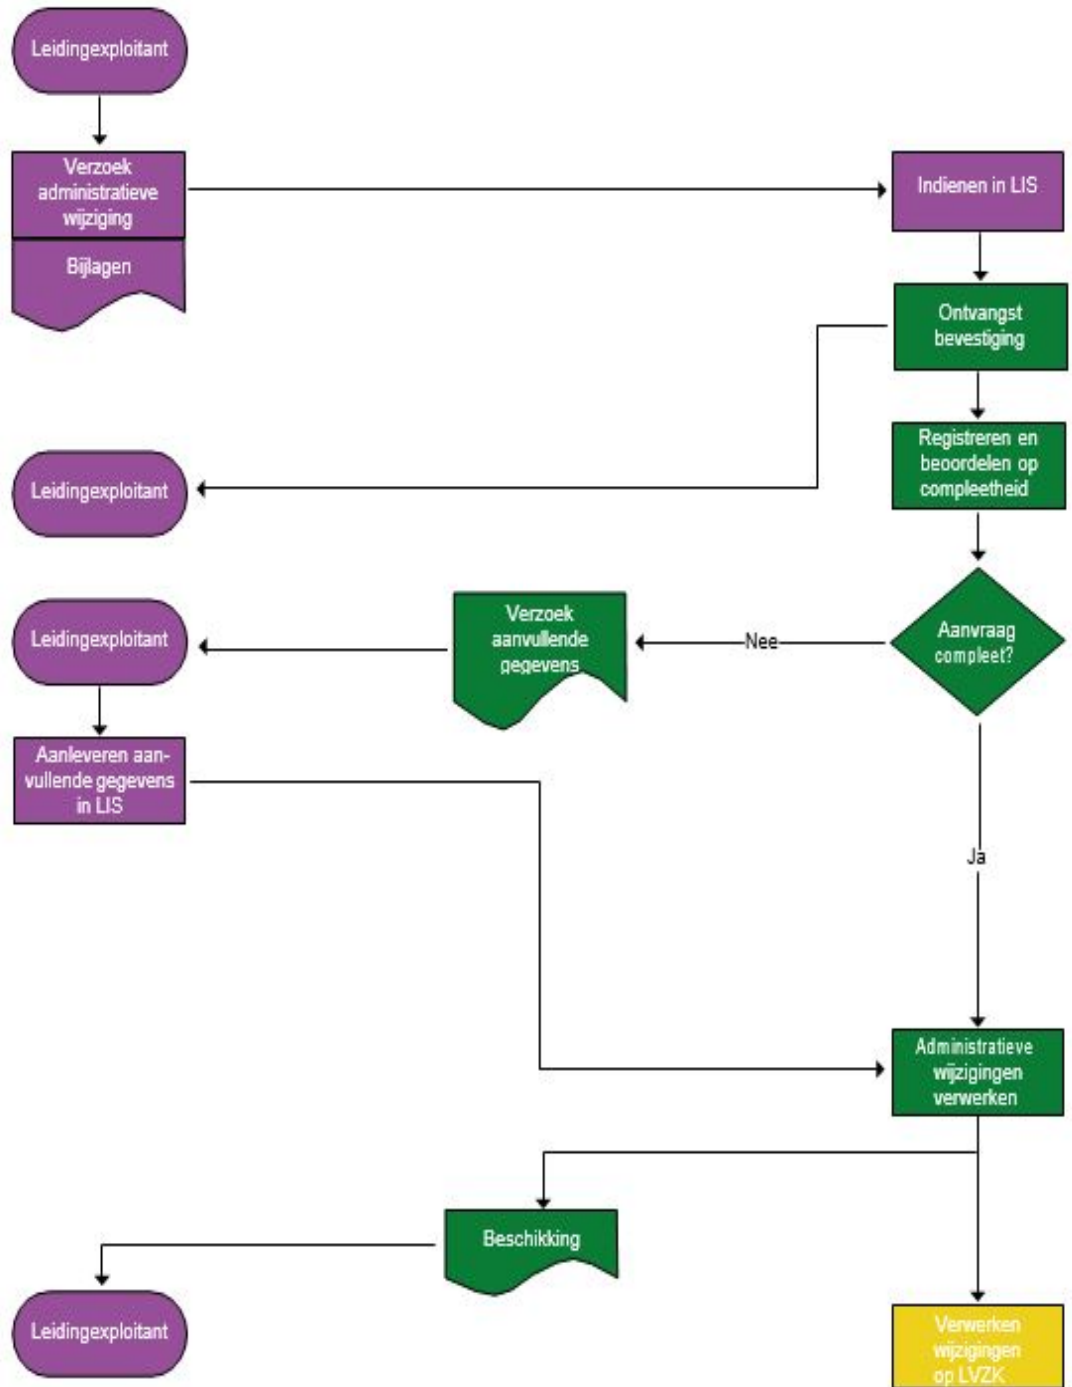 Leidingexploitant
Verzoek
administratieve
wijziging
Bijlagen
Indienen in LIS
Ontvangst
bevestiging
Registreren en
beoordelen op
compleetheid
Leidingexploitant
Aanvraag
compleet?
Nee
Verzoek
aanvullende
gegevens
Leidingexploitant
Aanleveren aan-
vullende gegevens
in LIS
Ja
Administratieve
wijzigingen
verwerken
Beschikking
Leidingexploitant
Verwerken
wijzigingen
op LVZK